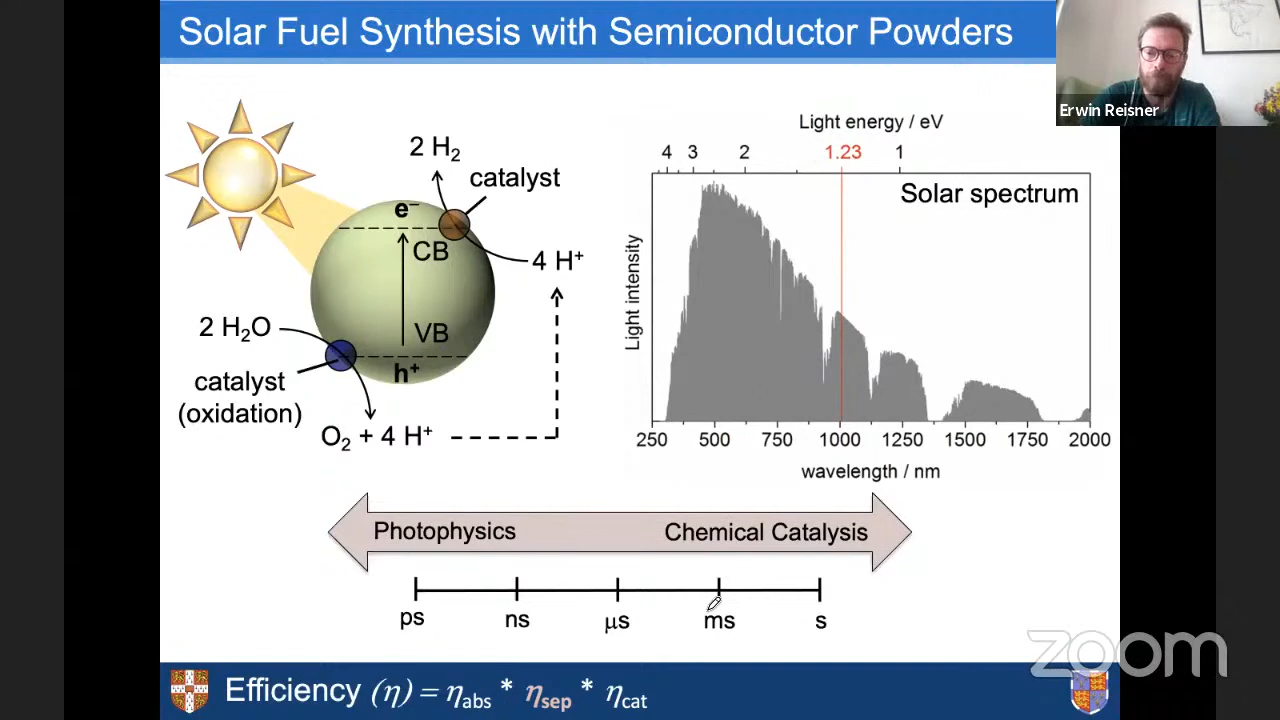 Solar Fuel Synthesis with Semiconductor Powders
Erwin Reisner
2 H₂
catalyst
e⁻
CB
4 H⁺
VB
2 H₂O
h⁺
catalyst
(oxidation)
O₂ + 4 H⁺
Light energy / eV
4 3 2 1.23 1
Solar spectrum
Light intensity
250 500 750 1000 1250 1500 1750 2000
wavelength / nm
Photophysics
Chemical Catalysis
ps ns μs ms s
zoom
Efficiency (η) = ηabs * ηsep * ηcat